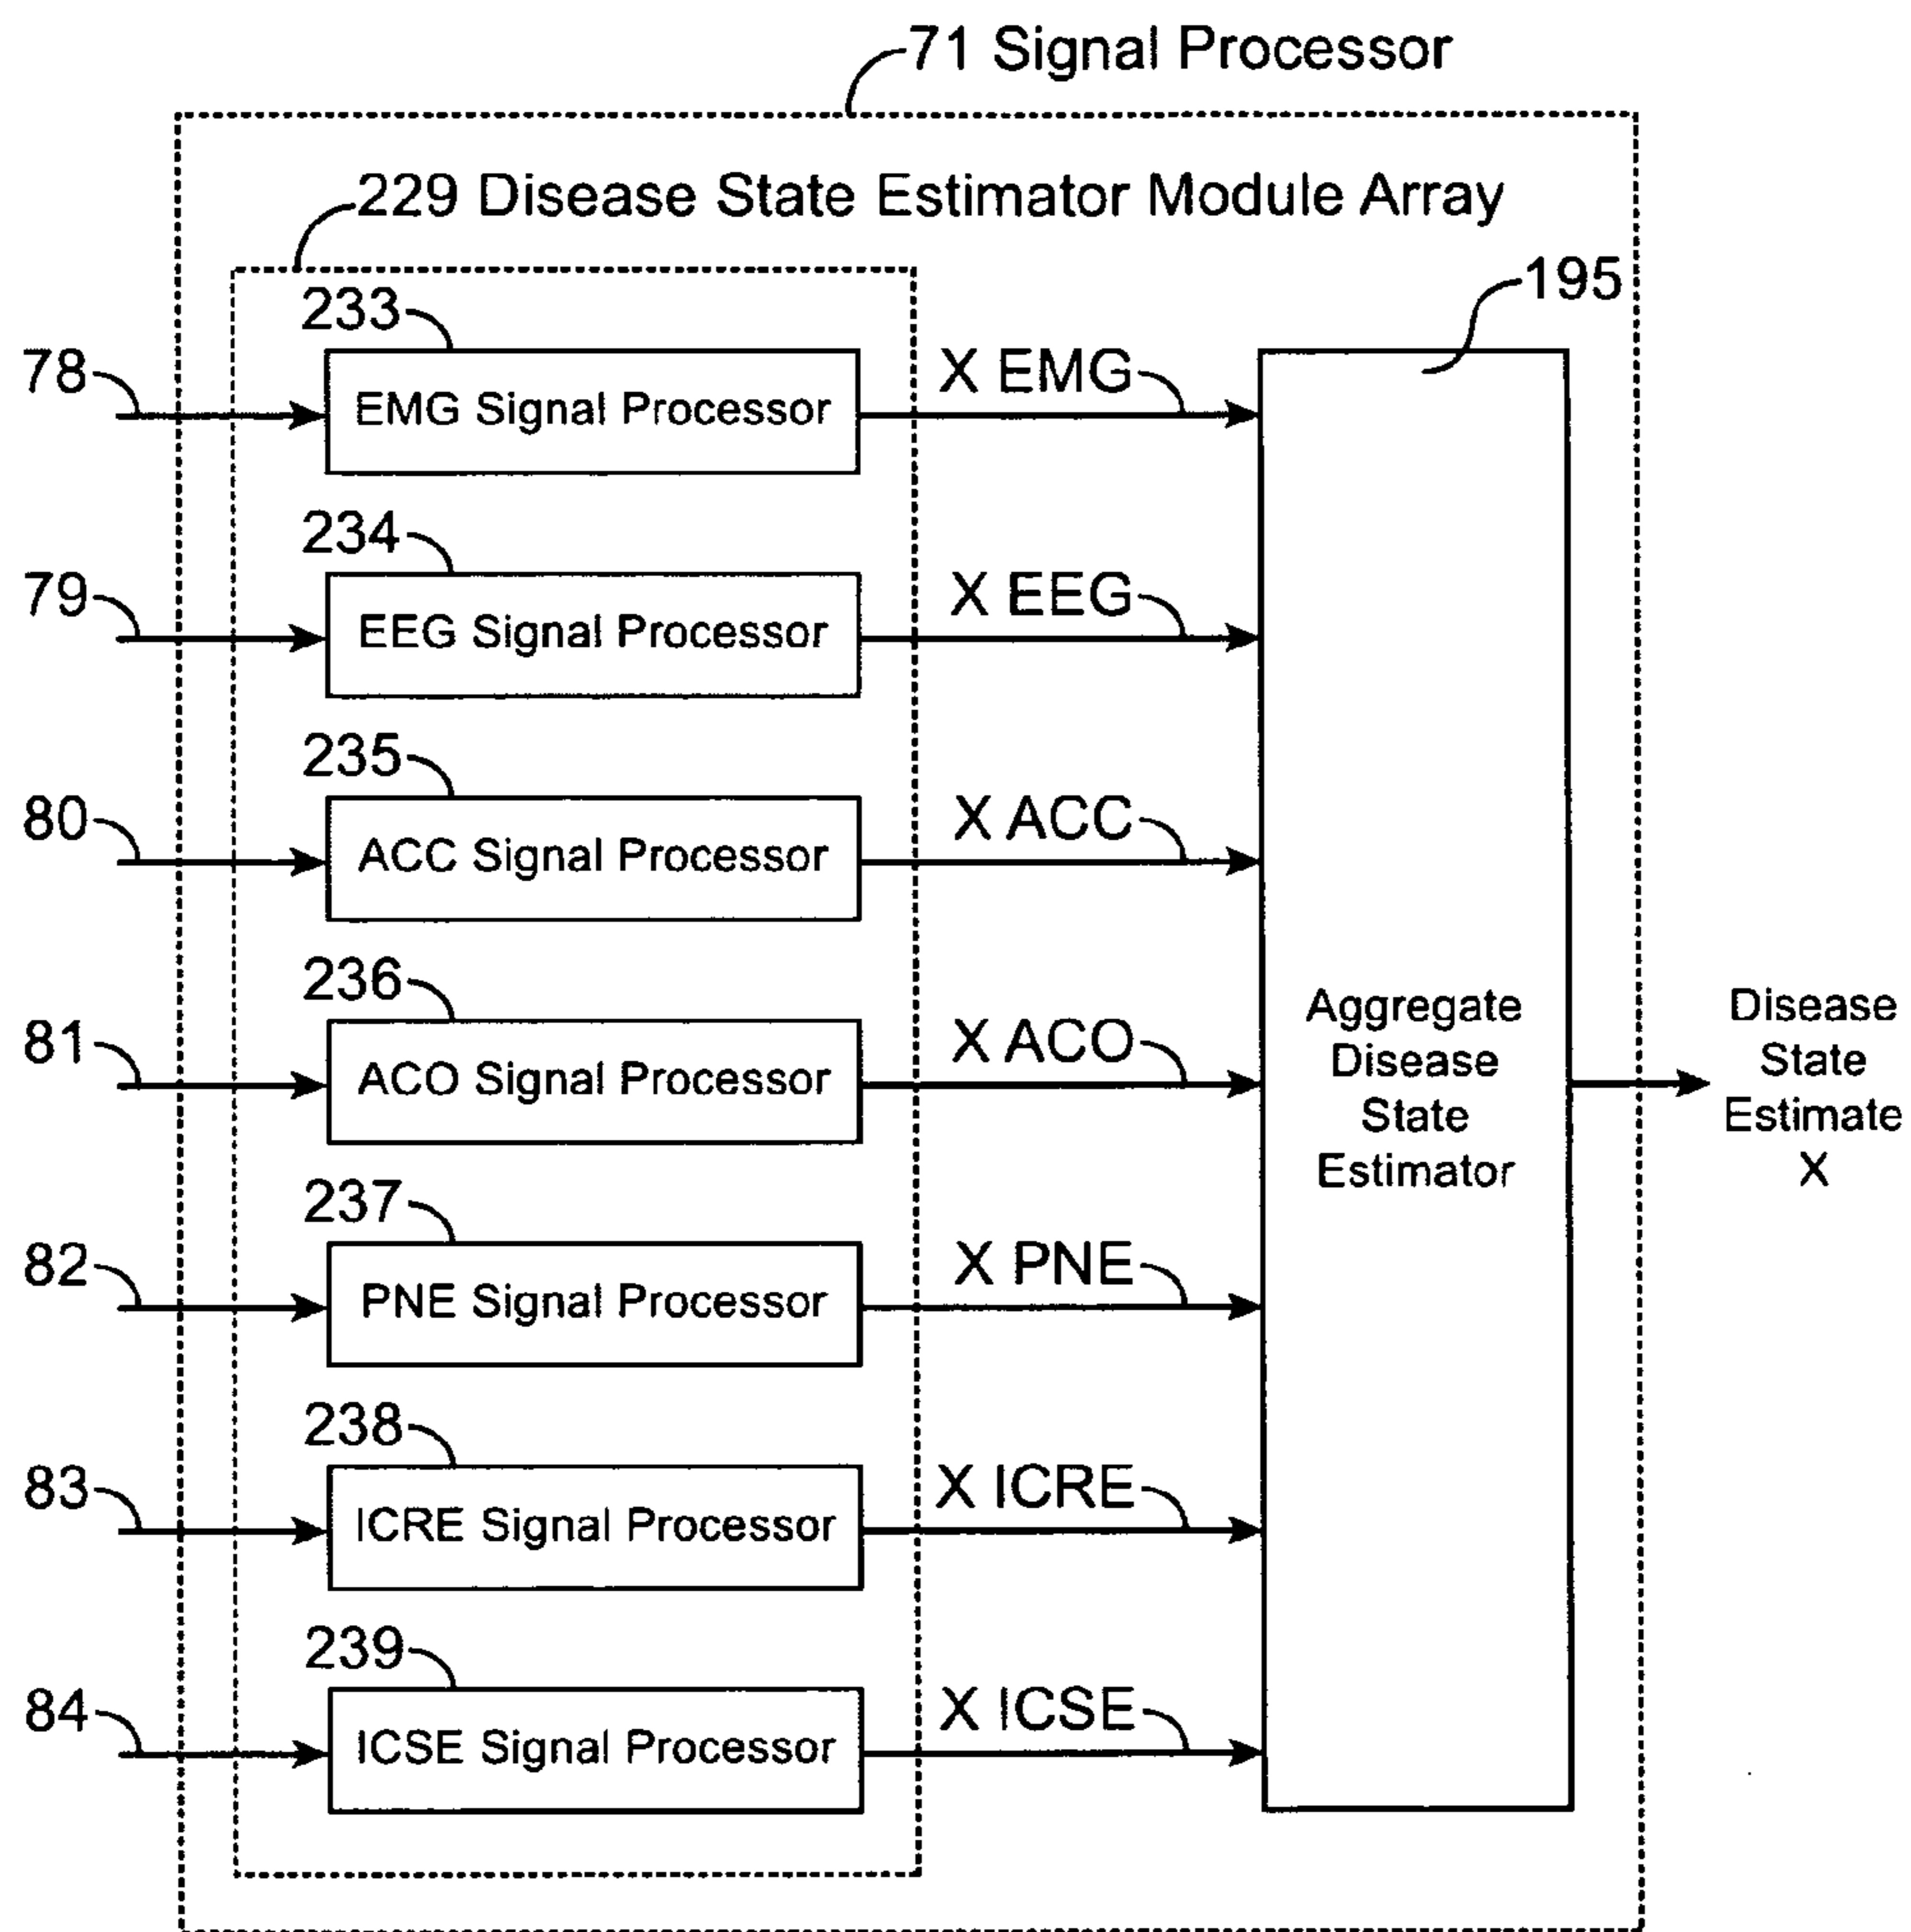 71 Signal Processor
229 Disease State Estimator Module Array
195
233
78
EMG Signal Processor
X EMG
234
79
EEG Signal Processor
X EEG
235
80
ACC Signal Processor
X ACC
236
81
ACO Signal Processor
X ACO
Aggregate
Disease
State
Estimator
Disease
State
Estimate
X
237
82
PNE Signal Processor
X PNE
238
83
ICRE Signal Processor
X ICRE
239
84
ICSE Signal Processor
X ICSE